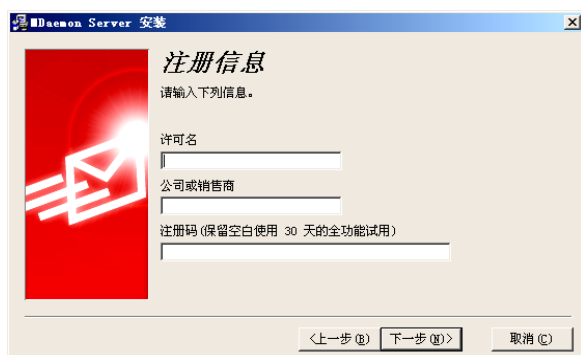 MDaemon Server 安装
注册信息
请输入下列信息。
许可名
公司或销售商
注册码(保留空白使用 30 天的全功能试用)
<上一步(B) 下一步(N)> 取消(C)